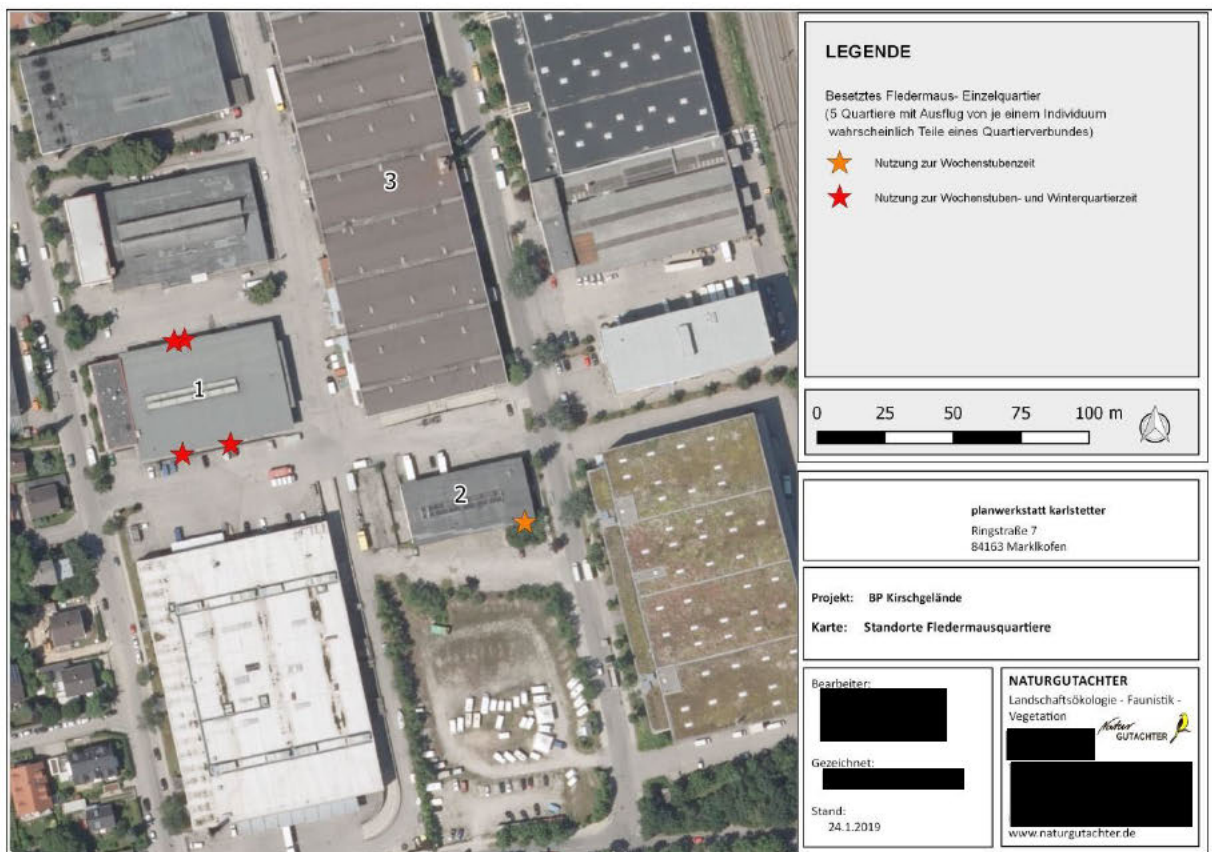 3
1
2
LEGENDE
Besetztes Fledermaus- Einzelquartier
(5 Quartiere mit Ausflug von je einem Individuum
wahrscheinlich Teile eines Quartierverbundes)
Nutzung zur Wochenstubenzeit
Nutzung zur Wochenstuben- und Winterquartierzeit
0 25 50 75 100 m
planwerkstatt karlstetter
Ringstraße 7
84163 Marklkofen
Projekt: BP Kirschgelände
Karte: Standorte Fledermausquartiere
Bearbeiter:
Gezeichnet:
Stand:
24.1.2019
NATURGUTACHTER
Landschaftsökologie - Faunistik -
Vegetation
Natur
GUTACHTER
www.naturgutachter.de